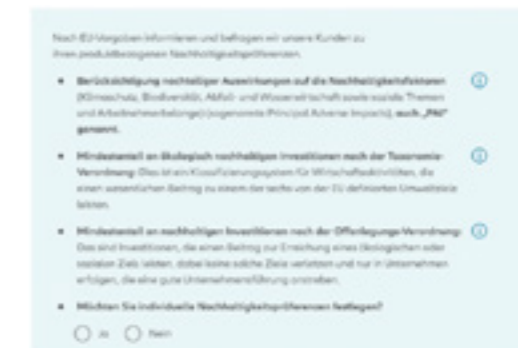 Nach EU-Vorgaben informieren und befragen wir unsere Kunden zu
ihren produktbezogenen Nachhaltigkeitspräferenzen.
Berücksichtigung nachteiliger Auswirkungen auf die Nachhaltigkeitsfaktoren
(Klimaschutz, Biodiversität, Abfall- und Wasserwirtschaft sowie soziale Themen
und Arbeitnehmerbelange) (sogenannte Principal Adverse Impacts), auch „PAI"
genannt.
Mindestanteil an ökologisch nachhaltigen Investitionen nach der Taxonomie-
Verordnung: Dies ist ein Klassifizierungssystem für Wirtschaftsaktivitäten, die
einen wesentlichen Beitrag zu einem der sechs von der EU definierten Umweltziele
leisten.
Mindestanteil an nachhaltigen Investitionen nach der Offenlegungs-Verordnung:
Das sind Investitionen, die einen Beitrag zur Erreichung eines ökologischen oder
sozialen Ziels leisten, dabei keine solche Ziele verletzen und nur in Unternehmen
erfolgen, die eine gute Unternehmensführung anstreben.
Möchten Sie individuelle Nachhaltigkeitspräferenzen festlegen?
Ja Nein